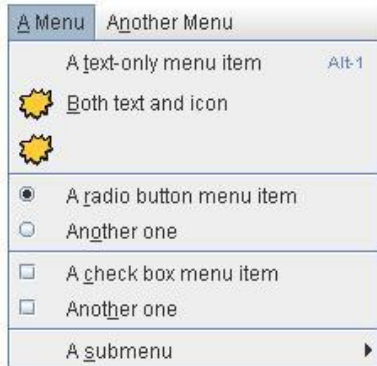 A Menu Another Menu
A text-only menu item Alt-1
Both text and icon
A radio button menu item
Another one
A check box menu item
Another one
A submenu